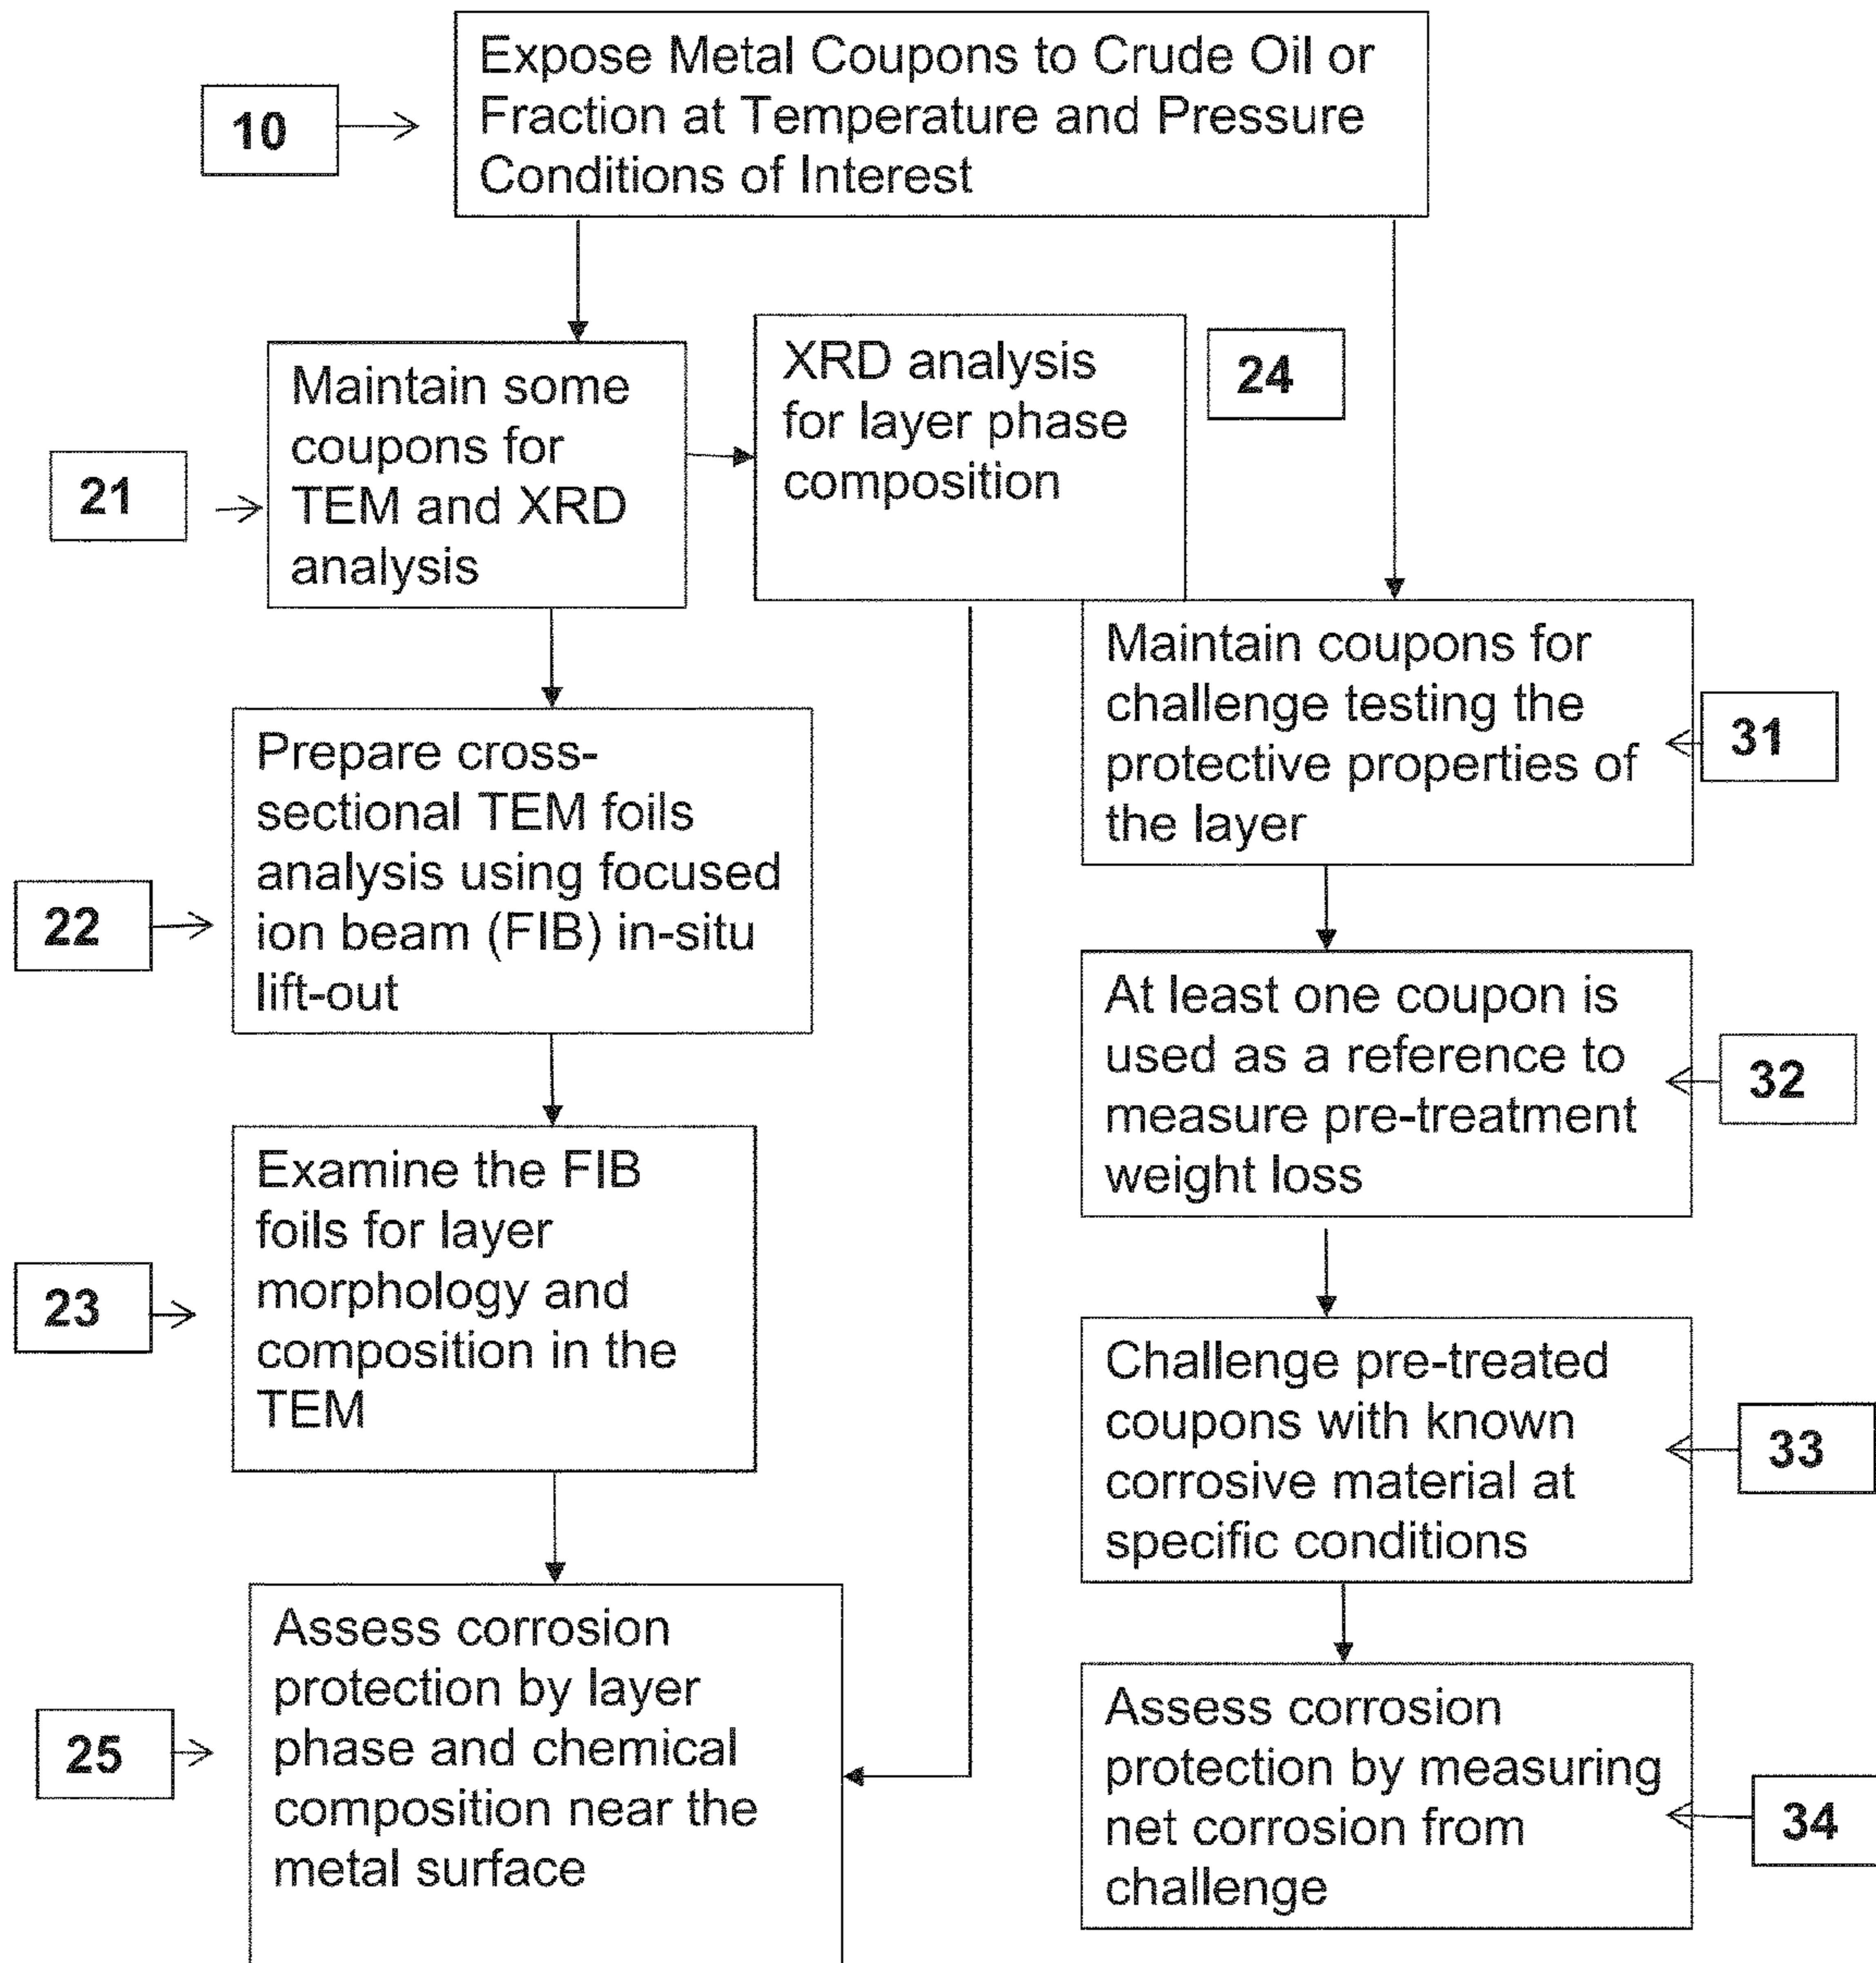 Expose Metal Coupons to Crude Oil or
Fraction at Temperature and Pressure
Conditions of Interest
10
Maintain some
coupons for
TEM and XRD
analysis
21
XRD analysis
for layer phase
composition
24
Prepare cross-
sectional TEM foils
analysis using focused
ion beam (FIB) in-situ
lift-out
22
Examine the FIB
foils for layer
morphology and
composition in the
TEM
23
Assess corrosion
protection by layer
phase and chemical
composition near the
metal surface
25
Maintain coupons for
challenge testing the
protective properties of
the layer
31
At least one coupon is
used as a reference to
measure pre-treatment
weight loss
32
Challenge pre-treated
coupons with known
corrosive material at
specific conditions
33
Assess corrosion
protection by measuring
net corrosion from
challenge
34